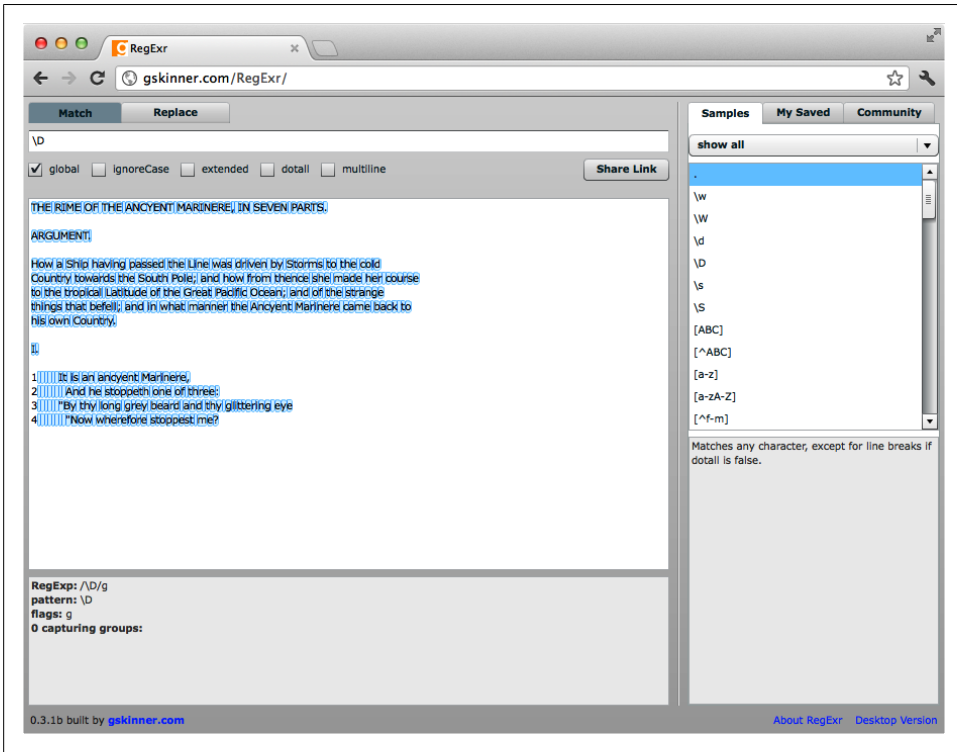 RegExr
gskinner.com/RegExr/
Match Replace
\D
global ignoreCase extended dotall multiline Share Link
THE RIME OF THE ANCYENT MARINERE, IN SEVEN PARTS.
ARGUMENT.
How a Ship having passed the Line was driven by Storms to the cold
Country towards the South Pole; and how from thence she made her course
to the tropical Latitude of the Great Pacific Ocean; and of the strange
things that befell; and in what manner the Ancyent Marinere came back to
his own Country.
I.
1 It is an ancyent Marinere,
2 And he stoppeth one of three:
3 "By thy long grey beard and thy glittering eye
4 "Now wherefore stoppest me?
RegExp: /\D/g
pattern: \D
flags: g
0 capturing groups:
Samples My Saved Community
show all
.
\w
\W
\d
\D
\s
\S
[ABC]
[^ABC]
[a-z]
[a-zA-Z]
[^f-m]
Matches any character, except for line breaks if
dotall is false.
0.3.1b built by gskinner.com
About RegExr Desktop Version